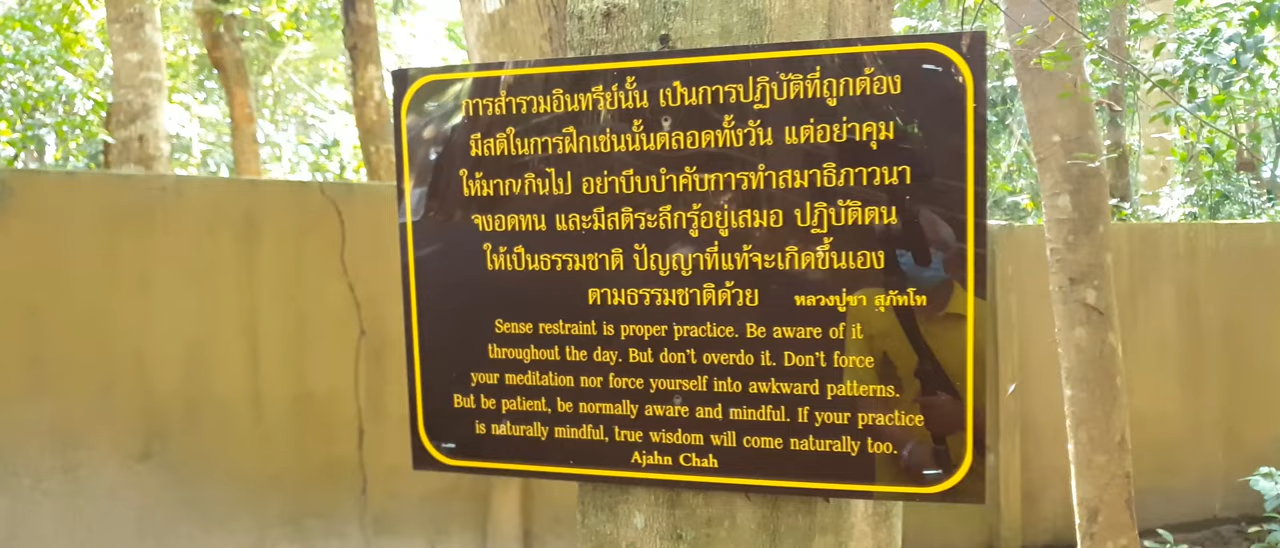 การสำรวมอินทรีย์นั้น เป็นการปฏิบัติที่ถูกต้อง
มีสติในการฝึกเช่นนั้นตลอดทั้งวัน แต่อย่าคุม
ให้มากเกินไป อย่าบีบบำคับการทำสมาธิภาวนา
จงอดทน และมีสติระลึกรู้อยู่เสมอ ปฏิบัติตน
ให้เป็นธรรมชาติ ปัญญาที่แท้จะเกิดขึ้นเอง
ตามธรรมชาติด้วย หลวงปู่ชา สุภัทโท
Sense restraint is proper practice. Be aware of it
throughout the day. But don't overdo it. Don't force
your meditation nor force yourself into awkward patterns.
But be patient, be normally aware and mindful. If your practice
is naturally mindful, true wisdom will come naturally too.
Ajahn Chah